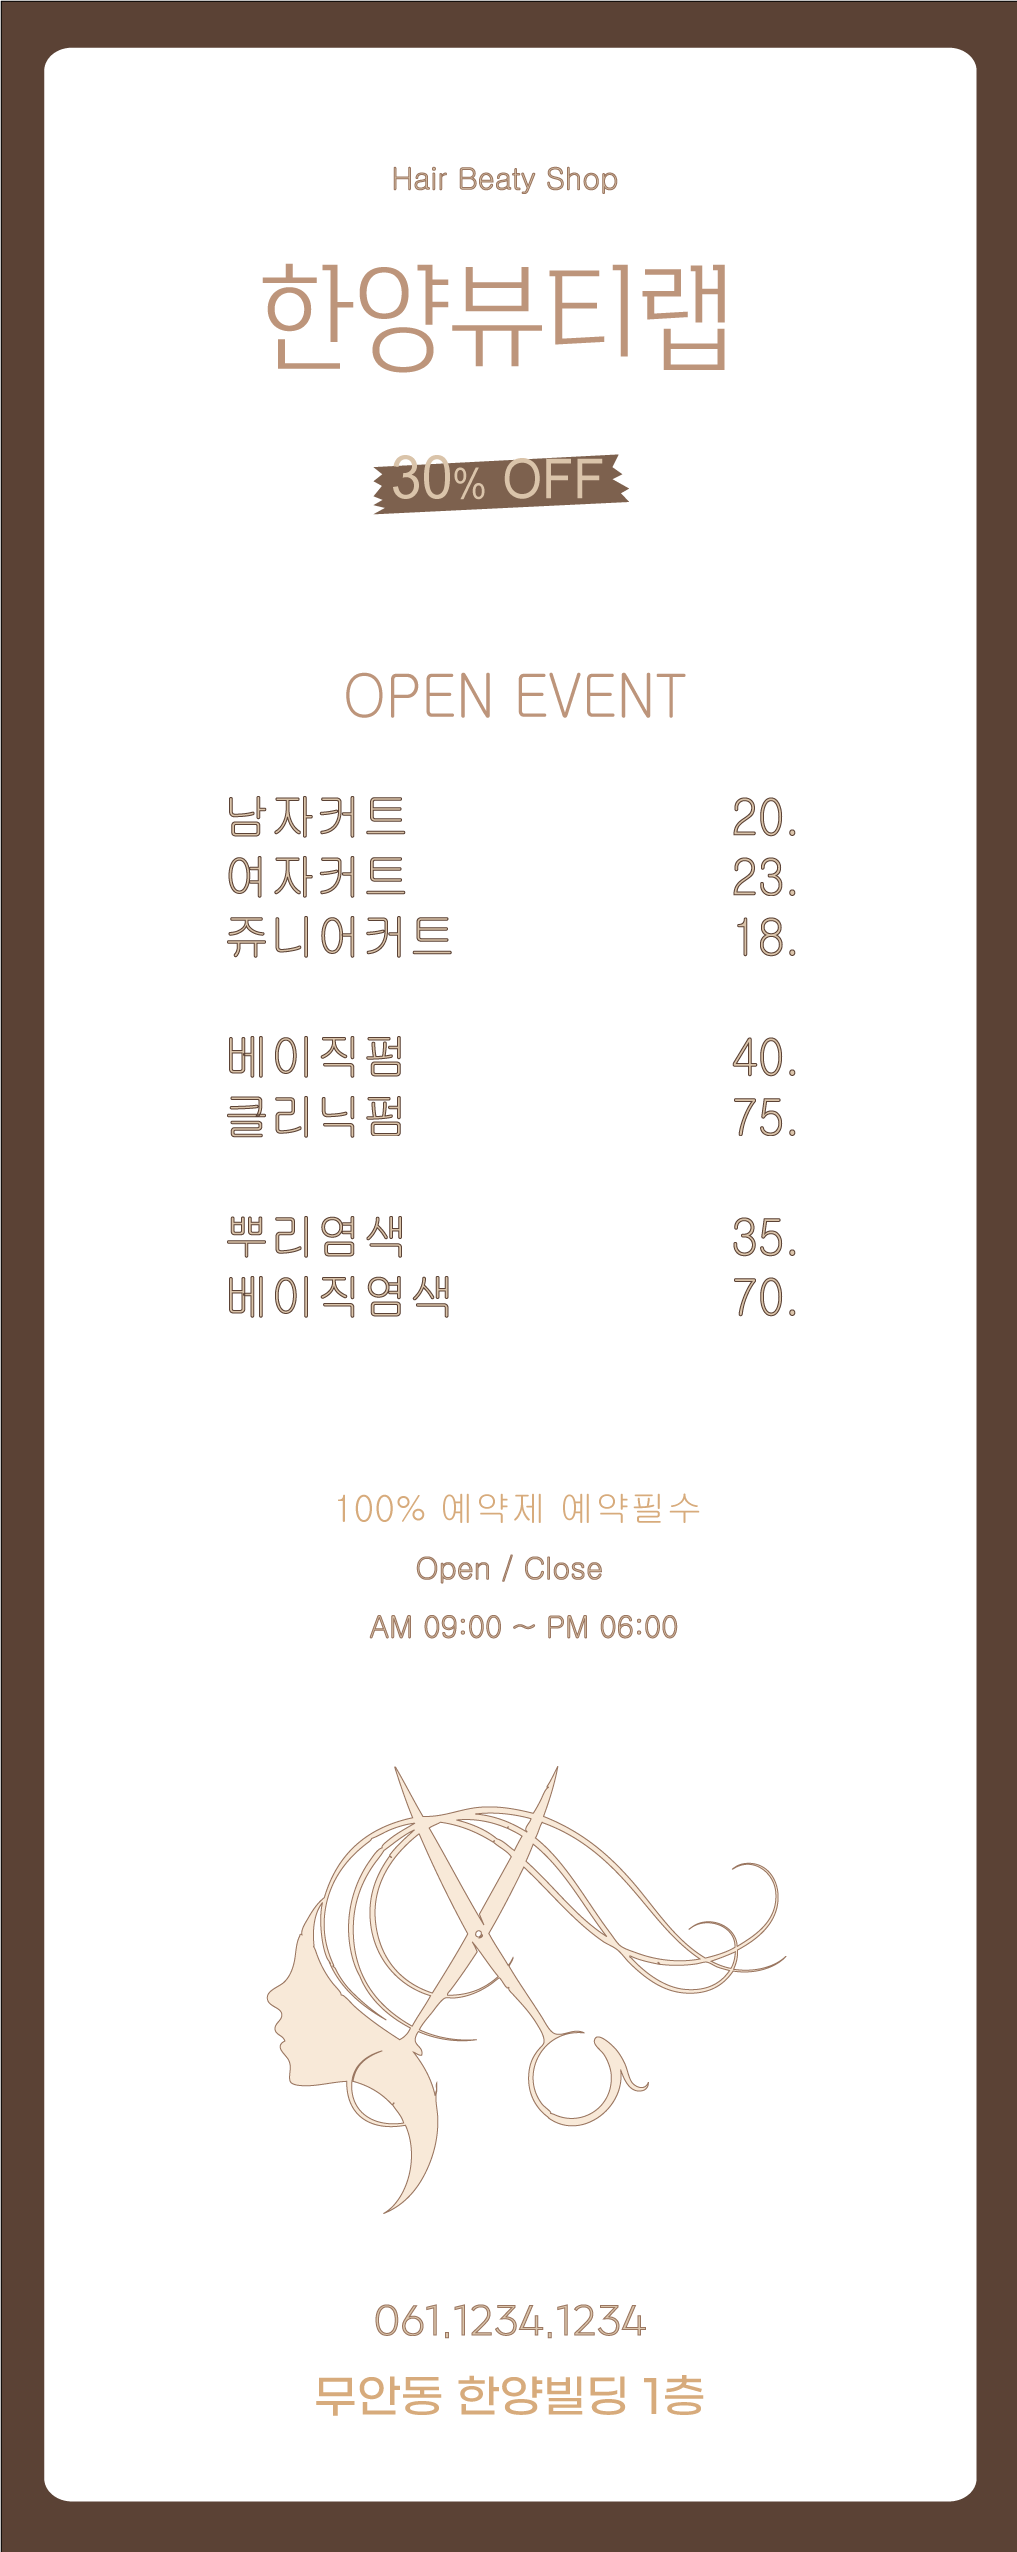 Hair Beaty Shop
한양뷰티랩
30% OFF
OPEN EVENT
남자커트 20.
여자커트 23.
쥬니어커트 18.
베이직펌 40.
클리닉펌 75.
뿌리염색 35.
베이직염색 70.
100% 예약제 예약필수
Open / Close
AM 09:00 ~ PM 06:00
061.1234.1234
무안동 한양빌딩 1층